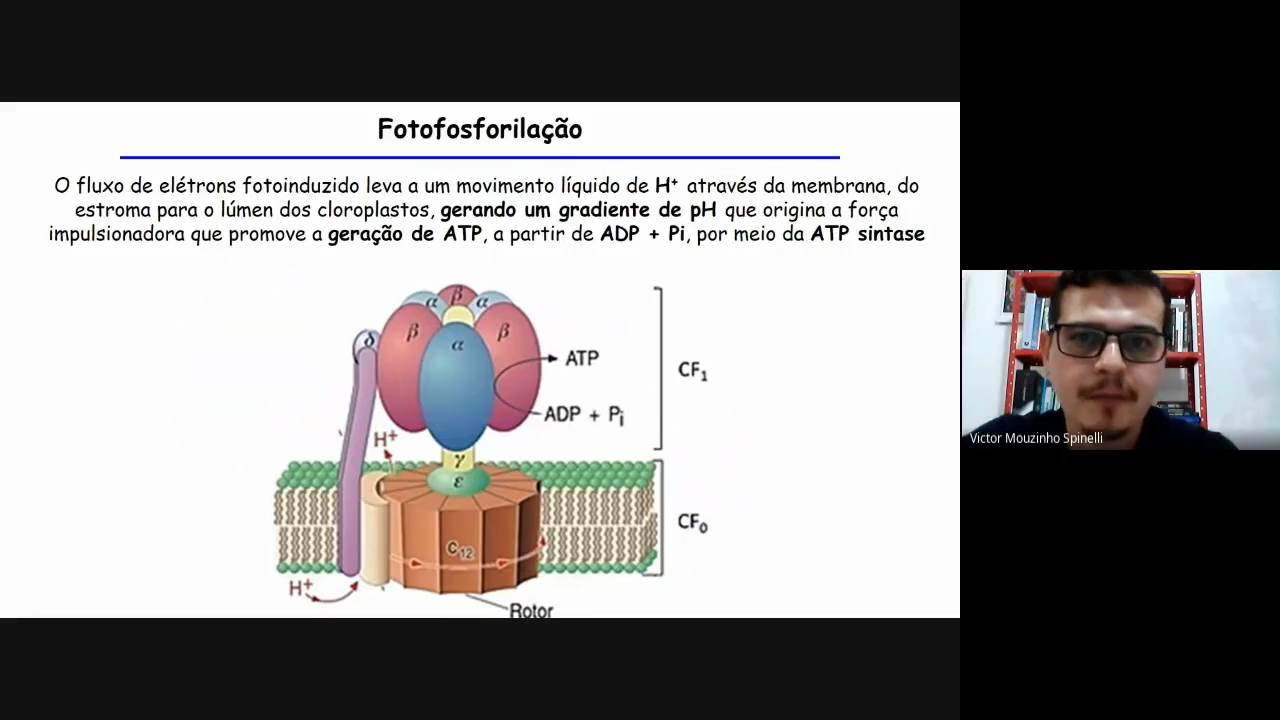 Fotofosforilação
O fluxo de elétrons fotoinduzido leva a um movimento líquido de H⁺ através da membrana, do
estroma para o lúmen dos cloroplastos, gerando um gradiente de pH que origina a força
impulsionadora que promove a geração de ATP, a partir de ADP + Pi, por meio da ATP sintase
α β α
β β
δ α
ATP
CF₁
ADP + Pᵢ
H⁺
γ
ε
CF₀
c₁₂
H⁺
Rotor
Victor Mouzinho Spinelli